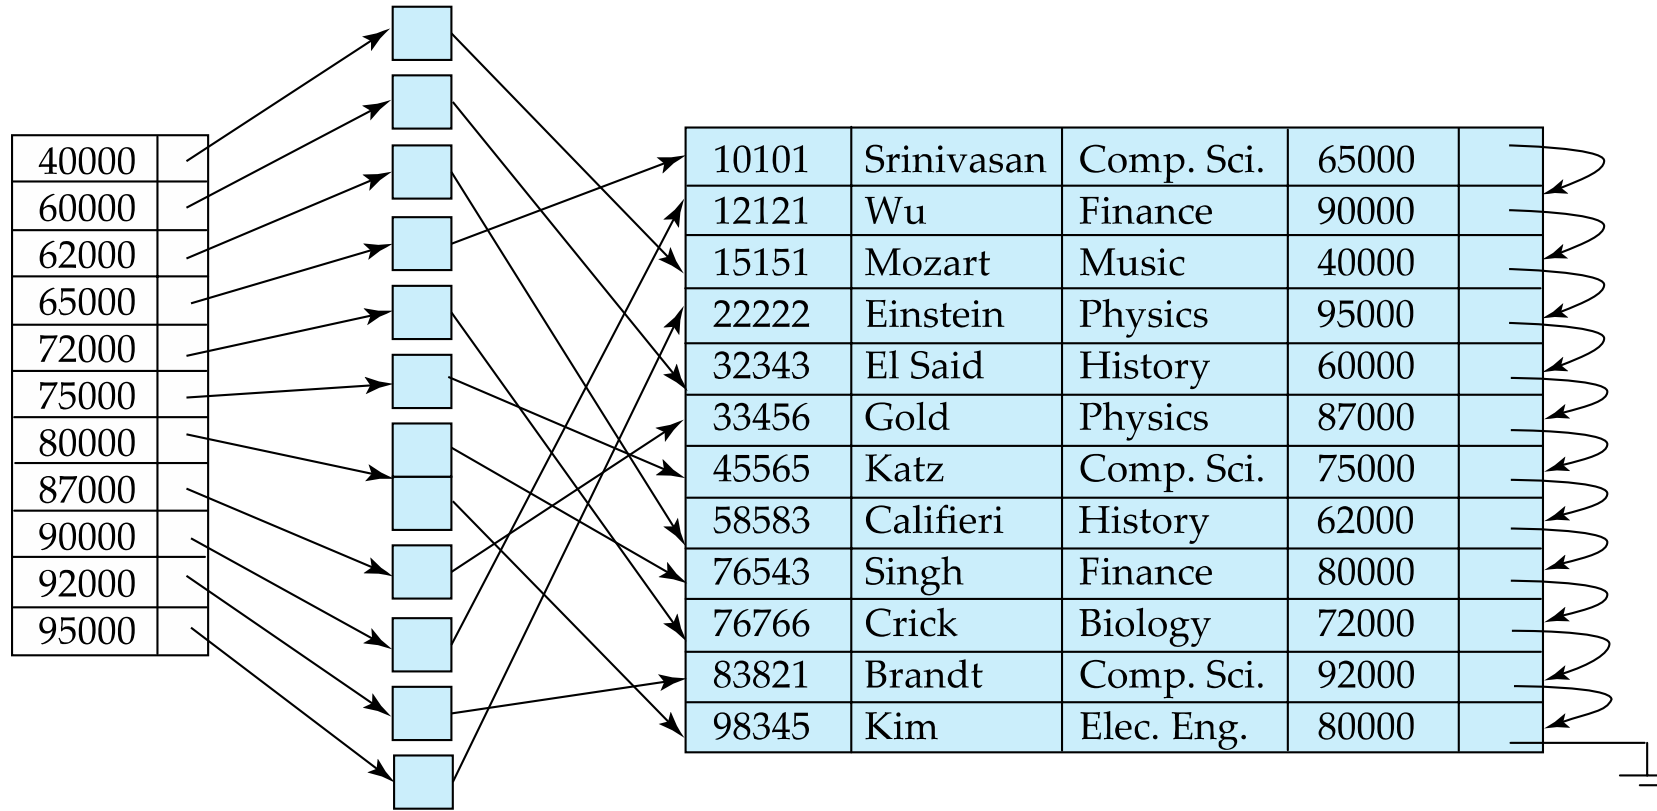 40000
60000
62000
65000
72000
75000
80000
87000
90000
92000
95000
10101 Srinivasan Comp. Sci. 65000
12121 Wu Finance 90000
15151 Mozart Music 40000
22222 Einstein Physics 95000
32343 El Said History 60000
33456 Gold Physics 87000
45565 Katz Comp. Sci. 75000
58583 Califieri History 62000
76543 Singh Finance 80000
76766 Crick Biology 72000
83821 Brandt Comp. Sci. 92000
98345 Kim Elec. Eng. 80000